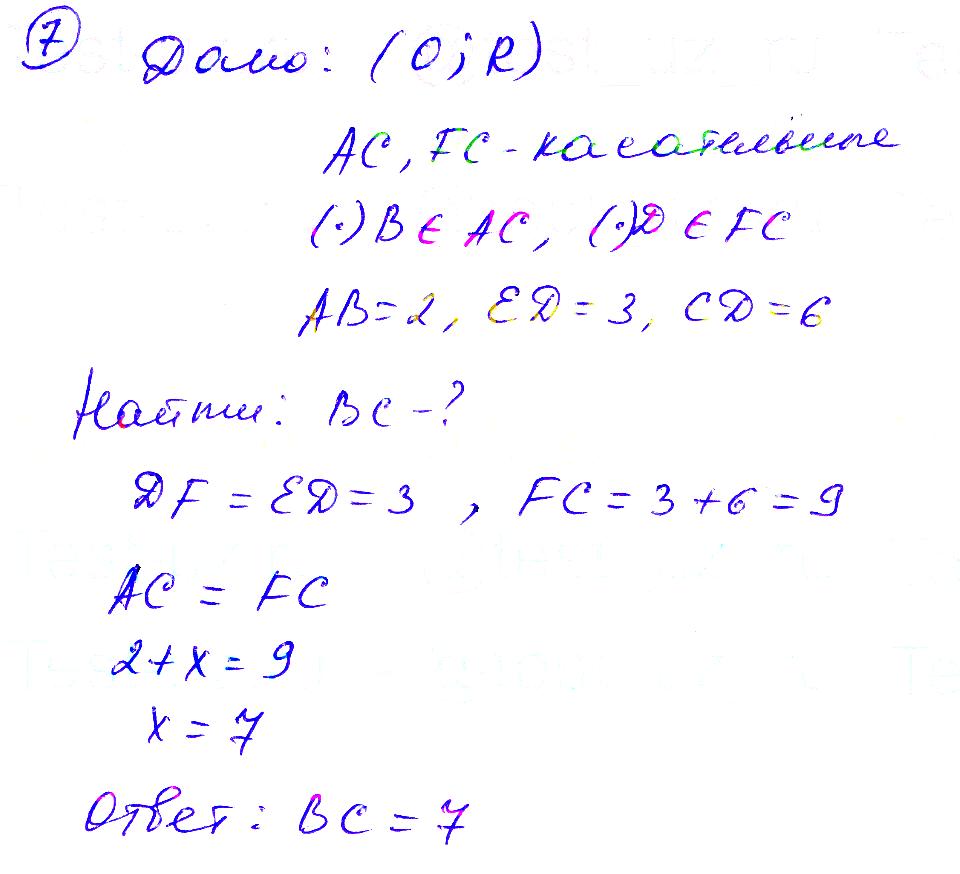 7 Дано: (O; R)
AC, FC - касательные
(·) B ∈ AC, (·) D ∈ FC
AB = 2, ED = 3, CD = 6
Найти: BC - ?
DF = ED = 3, FC = 3 + 6 = 9
AC = FC
2 + x = 9
x = 7
Ответ: BC = 7